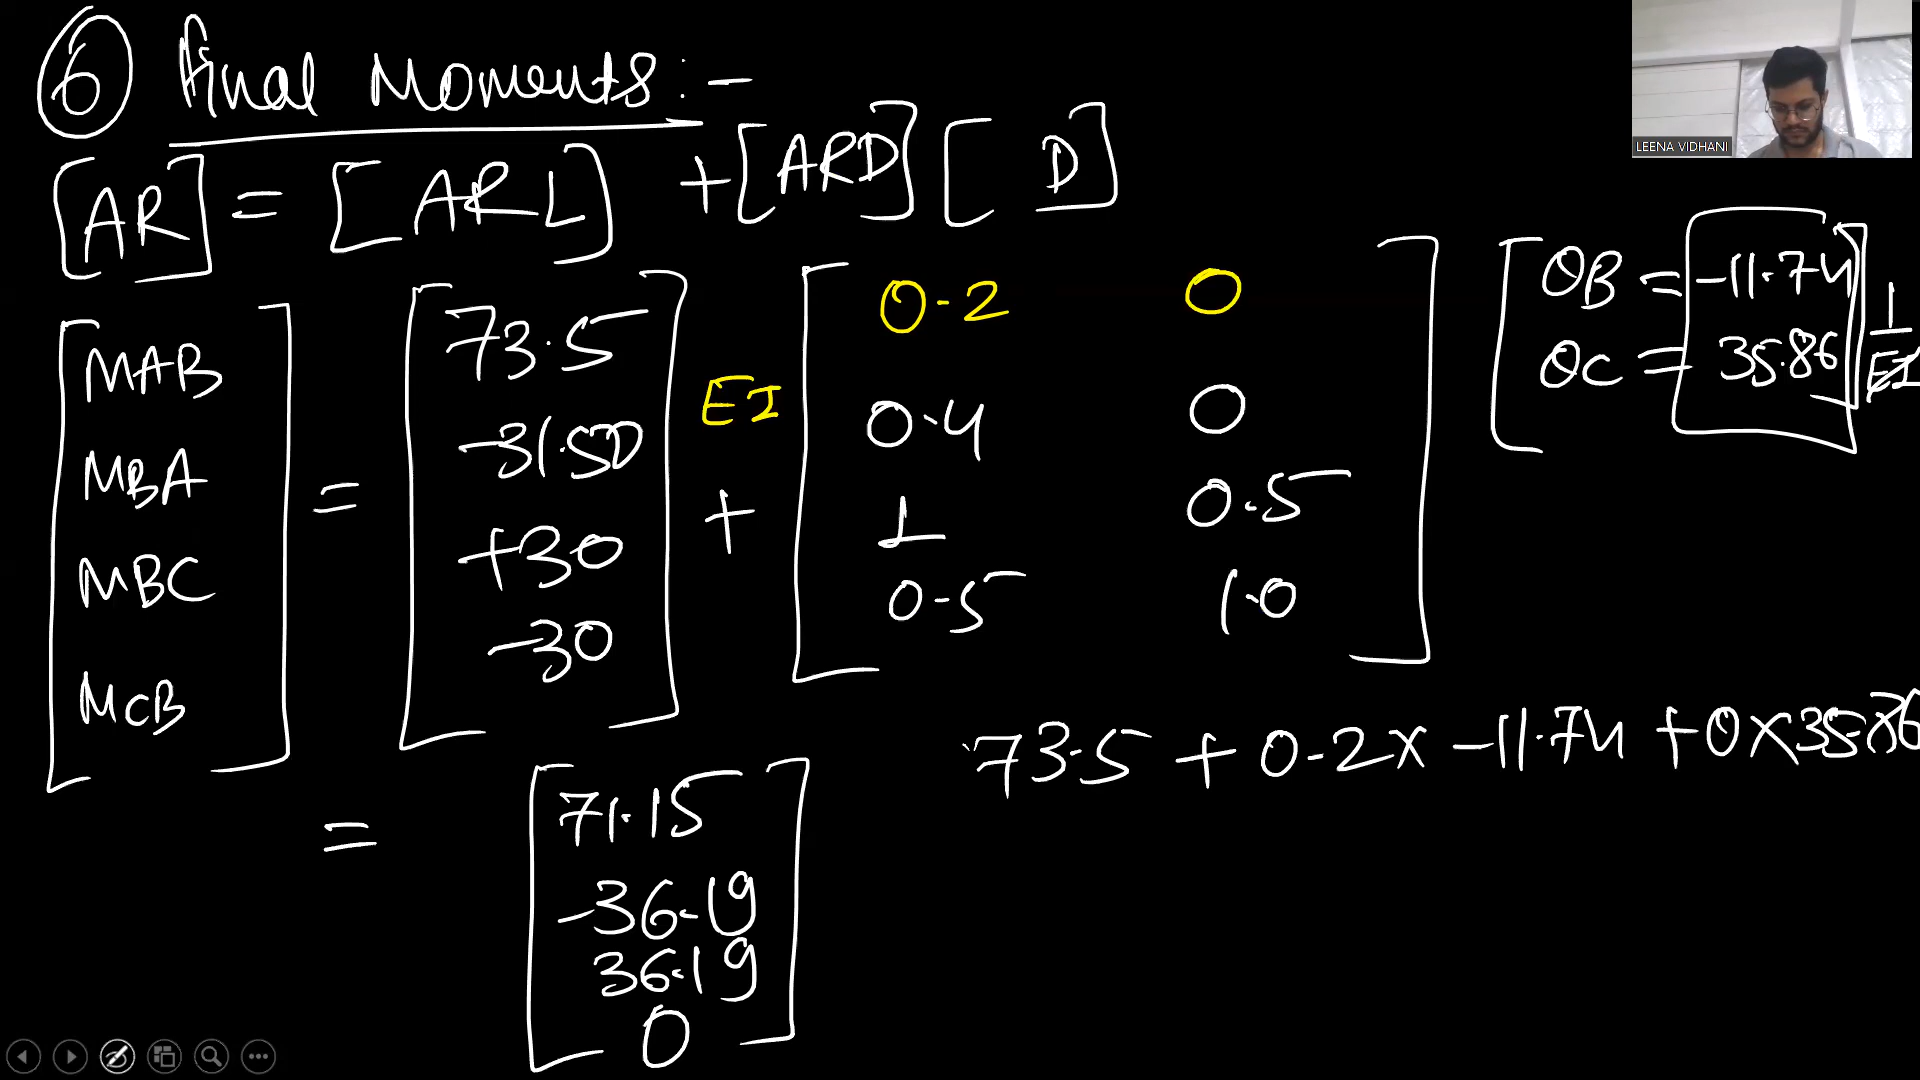 6 Final Moments:-
[AR] = [ARL] + [ARD] [D]
[MAB MBA MBC MCB] = [73.5 -31.50 +30 -30] + EI [0.2 0 0.4 0 1 0.5 0.5 1.0] [θB = -11.74 θC = 35.86] 1/EI
73.5 + 0.2 x -11.74 + 0 x 35.86
= [71.15 -36.19 36.19 0]
LEENA VIDHANI